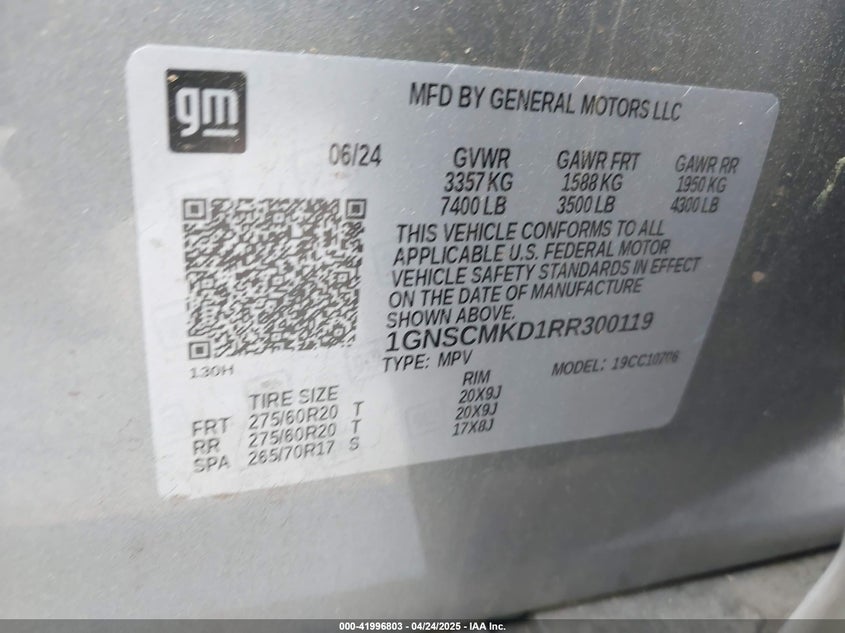 gm
MFD BY GENERAL MOTORS LLC
06/24
GVWR GAWR FRT GAWR RR
3357 KG 1588 KG 1950 KG
7400 LB 3500 LB 4300 LB
THIS VEHICLE CONFORMS TO ALL
APPLICABLE U.S. FEDERAL MOTOR
VEHICLE SAFETY STANDARDS IN EFFECT
ON THE DATE OF MANUFACTURE
SHOWN ABOVE.
1GNSCMKD1RR300119
TYPE: MPV MODEL: 19CC10706
130H
TIRE SIZE RIM
FRT 275/60R20 T 20X9J
RR 275/60R20 T 20X9J
SPA 265/70R17 S 17X8J
000-41996803 / 04/24/2025 / IAA Inc.